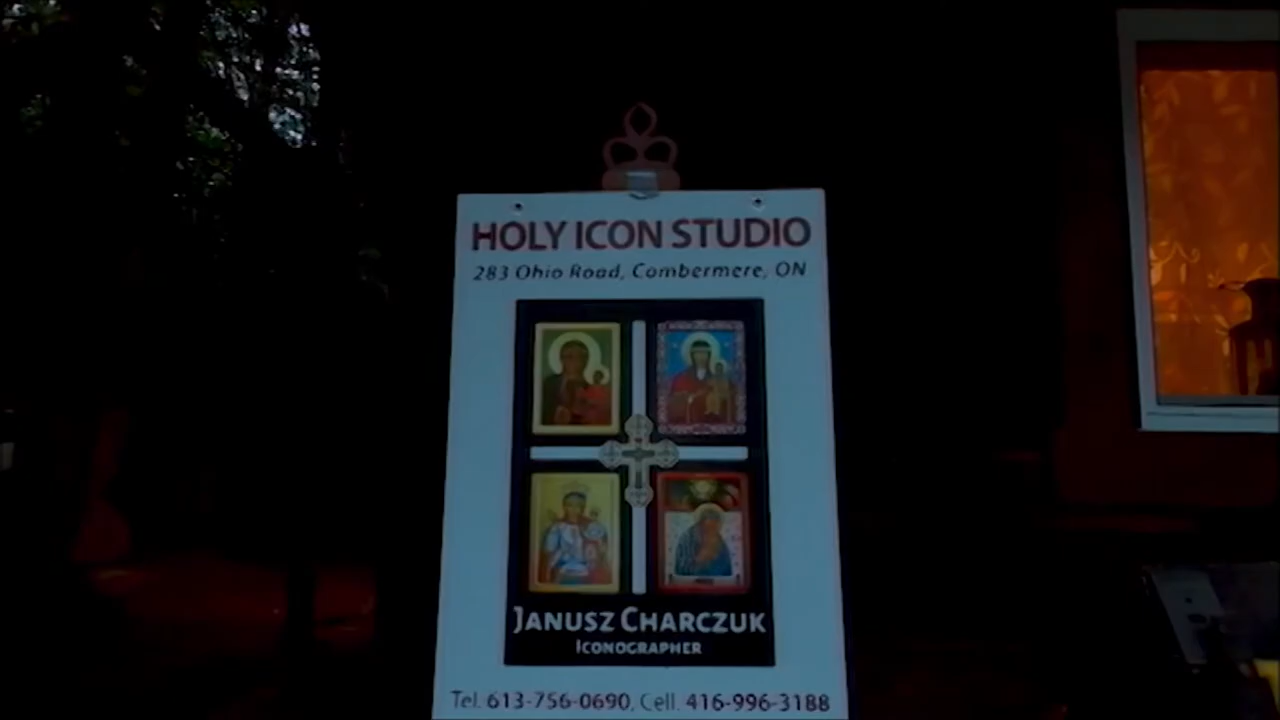 HOLY ICON STUDIO
283 Ohio Road, Combermere, ON
JANUSZ CHARCZUK
ICONOGRAPHER
Tel. 613-756-0690, Cell. 416-996-3188